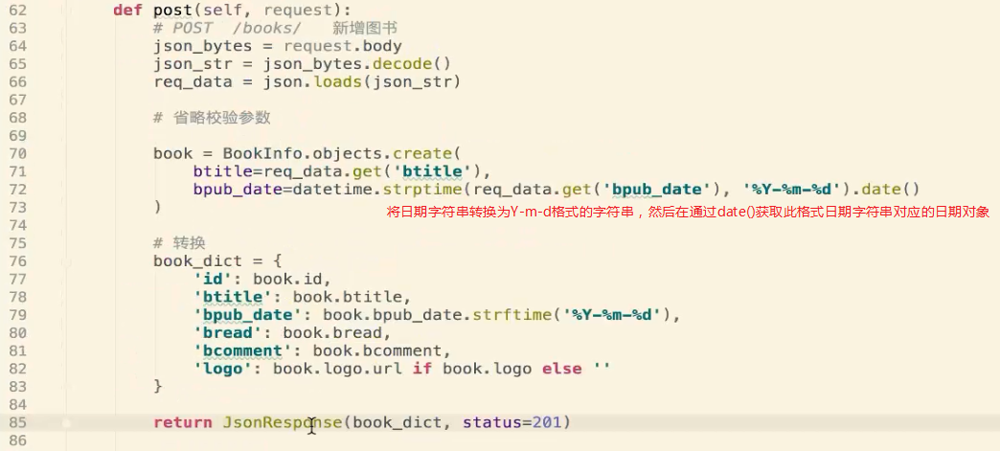 62 def post(self, request):
63 # POST /books/ 新增图书
64 json_bytes = request.body
65 json_str = json_bytes.decode()
66 req_data = json.loads(json_str)
67
68 # 省略校验参数
69
70 book = BookInfo.objects.create(
71 btitle=req_data.get('btitle'),
72 bpub_date=datetime.strptime(req_data.get('bpub_date'), '%Y-%m-%d').date()
73 )
将日期字符串转换为Y-m-d格式的字符串，然后在通过date()获取此格式日期字符串对应的日期对象
74
75 # 转换
76 book_dict = {
77 'id': book.id,
78 'btitle': book.btitle,
79 'bpub_date': book.bpub_date.strftime('%Y-%m-%d'),
80 'bread': book.bread,
81 'bcomment': book.bcomment,
82 'logo': book.logo.url if book.logo else ''
83 }
84
85 return JsonResponse(book_dict, status=201)
86